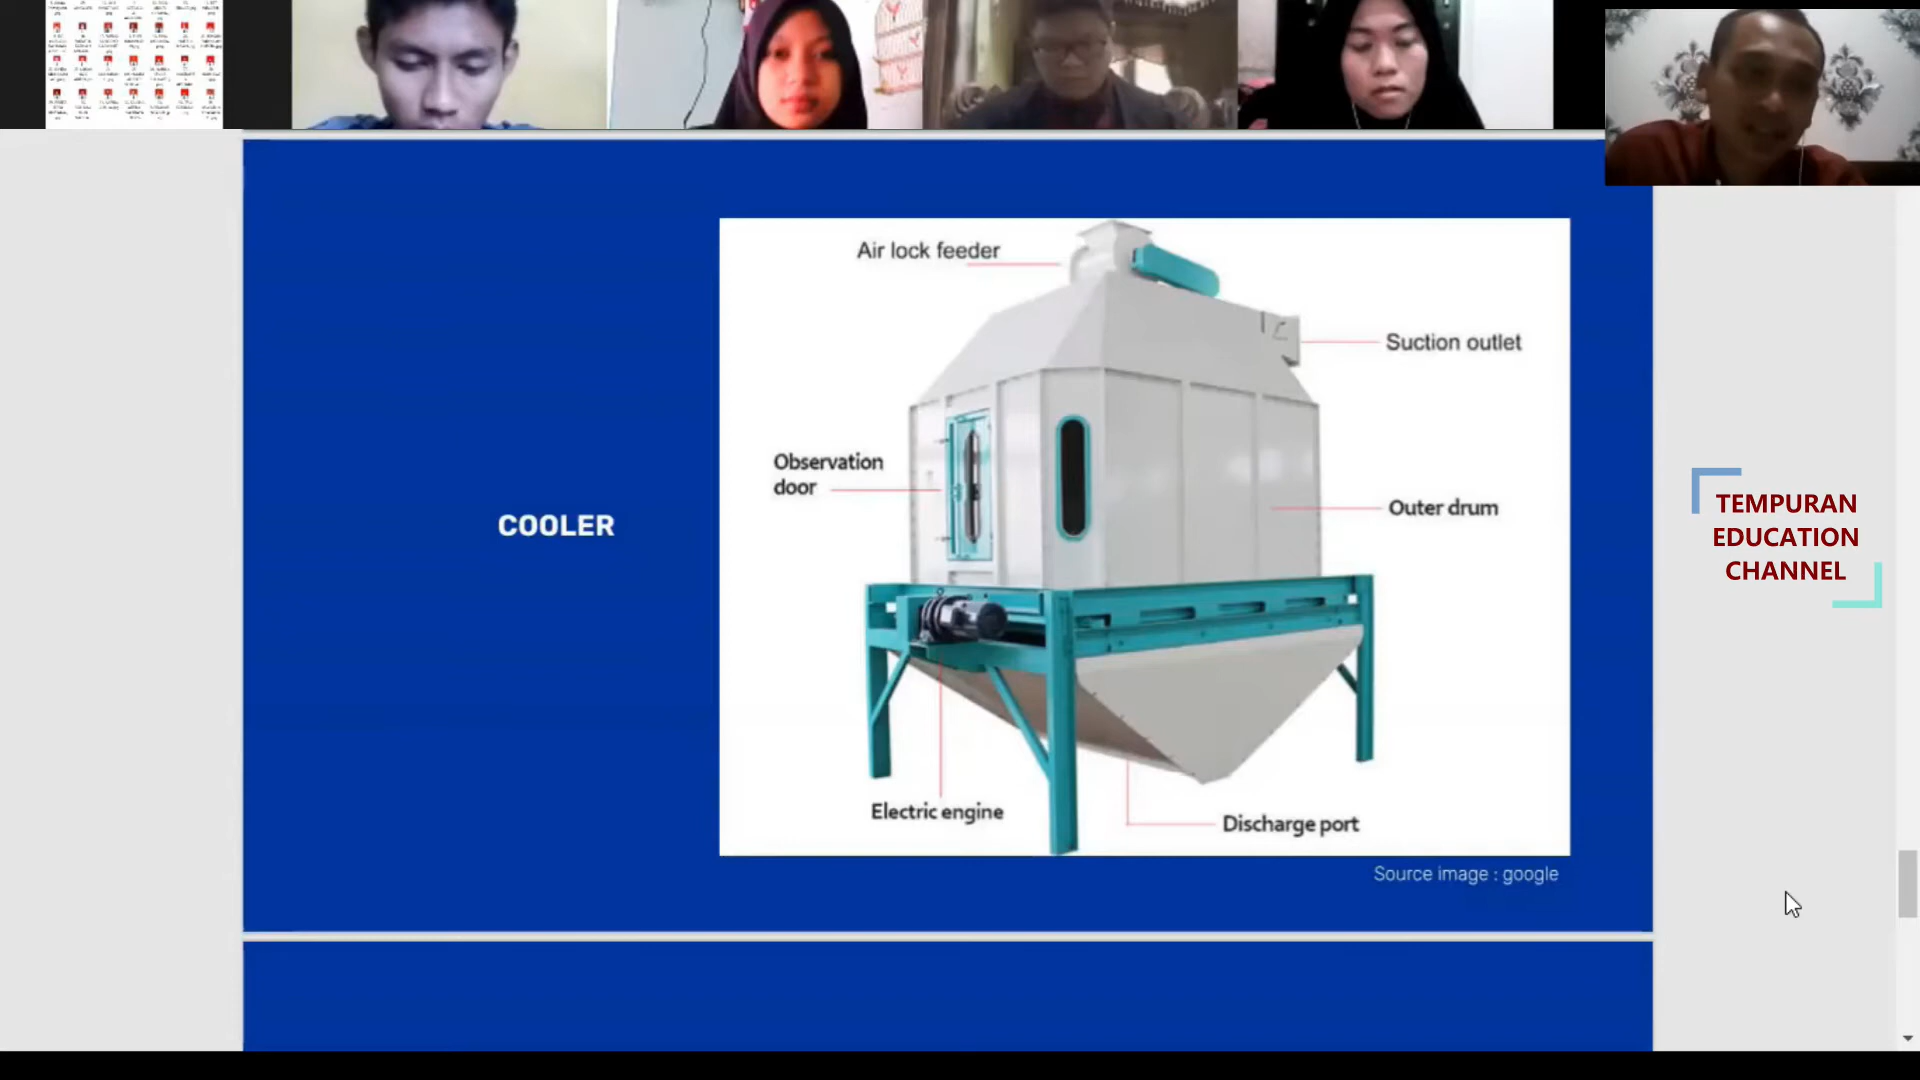 Air lock feeder
Suction outlet
Observation
door
COOLER
Outer drum
Electric engine
Discharge port
Source image : google
TEMPURAN
EDUCATION
CHANNEL